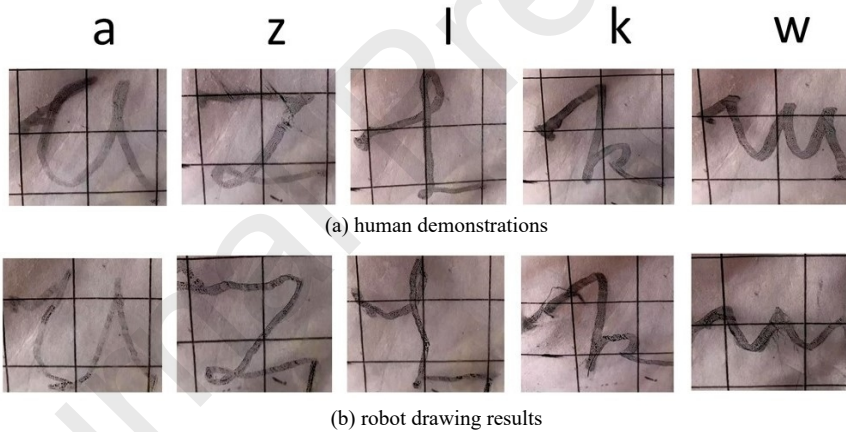 a z l k w
(a) human demonstrations
(b) robot drawing results